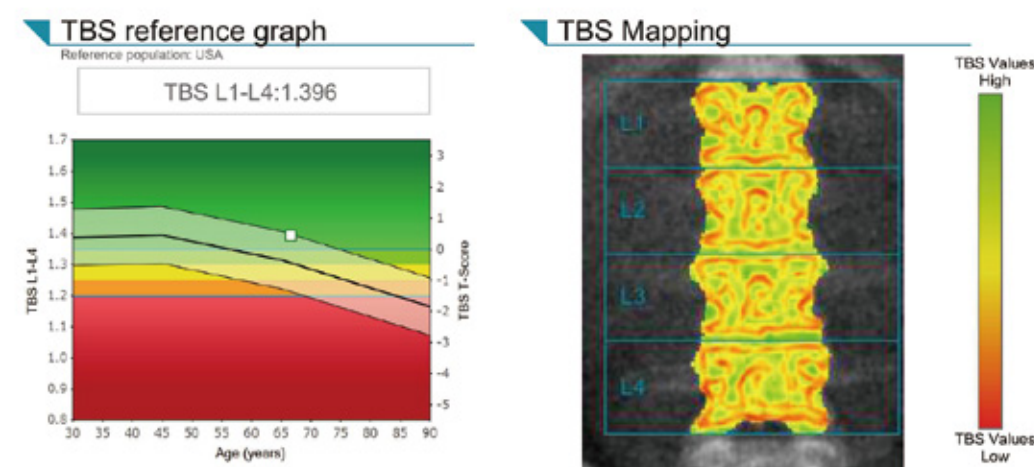 TBS reference graph
Reference population: USA
TBS L1-L4:1.396
1.7
1.6
1.5
1.4
1.3
1.2
1.1
1.0
0.9
0.8
TBS L1-L4
3
2
1
0
-1
-2
-3
-4
-5
TBS T-Score
30 35 40 45 50 55 60 65 70 75 80 85 90
Age (years)
TBS Mapping
L1
L2
L3
L4
TBS Values
High
TBS Values
Low